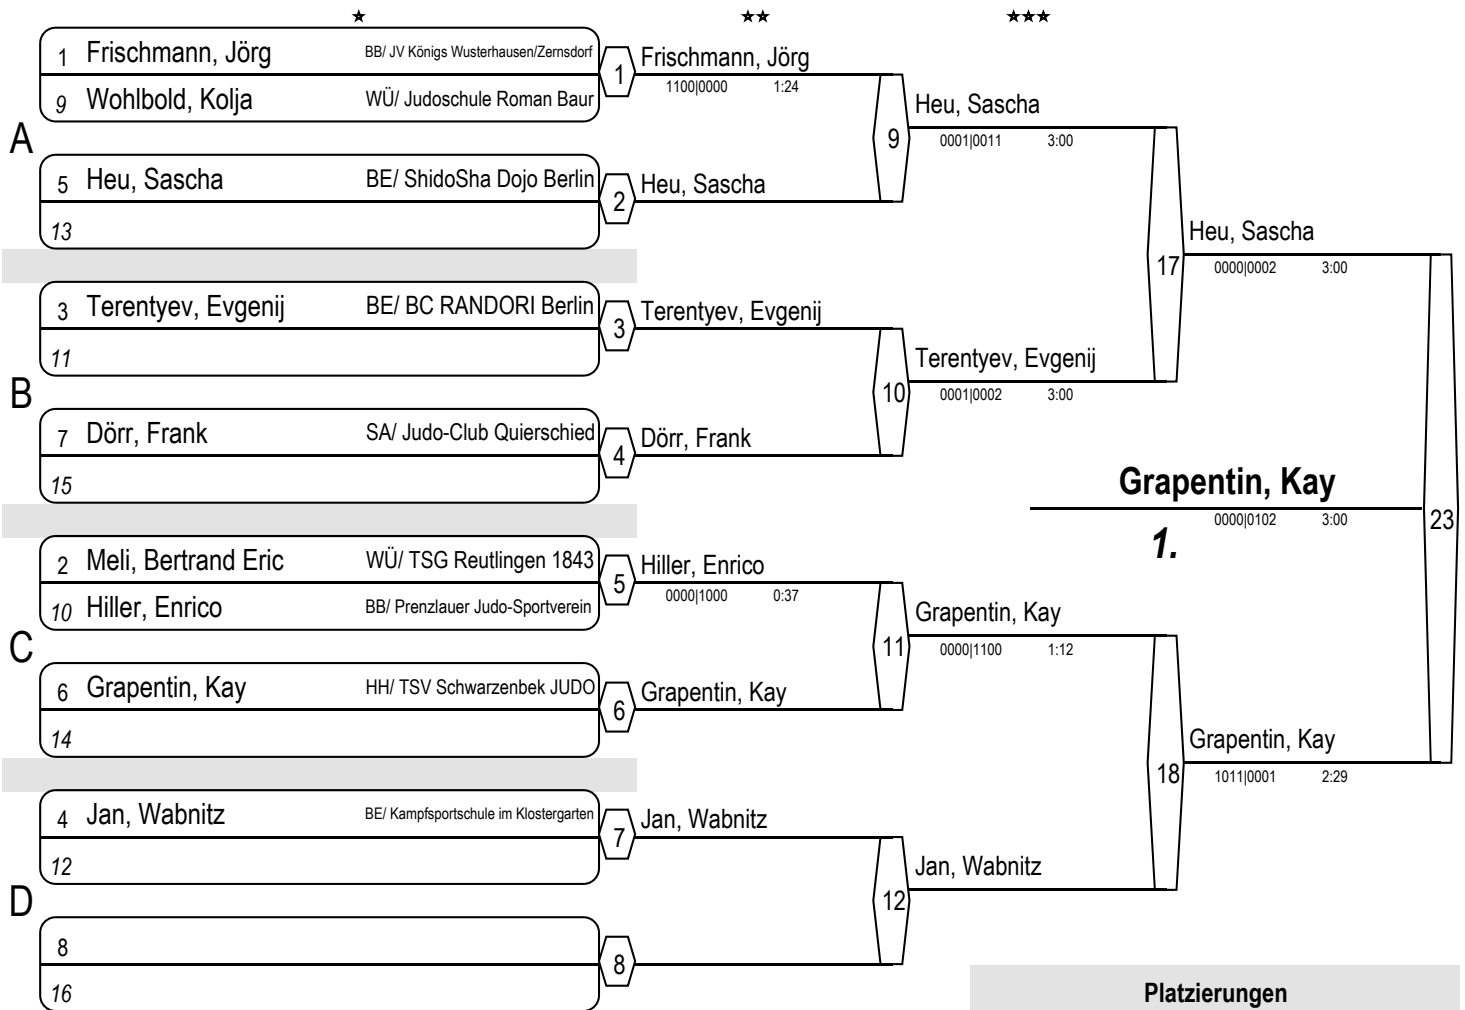 1 Frischmann, Jörg BB/ JV Königs Wusterhausen/Zernsdorf
9 Wohlbold, Kolja WÜ/ Judoschule Roman Baur
1 Frischmann, Jörg
1100|0000 1:24
A
5 Heu, Sascha BE/ ShidoSha Dojo Berlin
13
2 Heu, Sascha
9 Heu, Sascha
0001|0011 3:00
3 Terentyev, Evgenij BE/ BC RANDORI Berlin
11
3 Terentyev, Evgenij
B
7 Dörr, Frank SA/ Judo-Club Quierschied
15
4 Dörr, Frank
10 Terentyev, Evgenij
0001|0002 3:00
17 Heu, Sascha
0000|0002 3:00
2 Meli, Bertrand Eric WÜ/ TSG Reutlingen 1843
10 Hiller, Enrico BB/ Prenzlauer Judo-Sportverein
5 Hiller, Enrico
0000|1000 0:37
C
6 Grapentin, Kay HH/ TSV Schwarzenbek JUDO
14
6 Grapentin, Kay
11 Grapentin, Kay
0000|1100 1:12
4 Jan, Wabnitz BE/ Kampfsportschule im Klostergarten
12
7 Jan, Wabnitz
D
8
16
8
12 Jan, Wabnitz
18 Grapentin, Kay
1011|0001 2:29
23
Grapentin, Kay
0000|0102 3:00
1.
Platzierungen